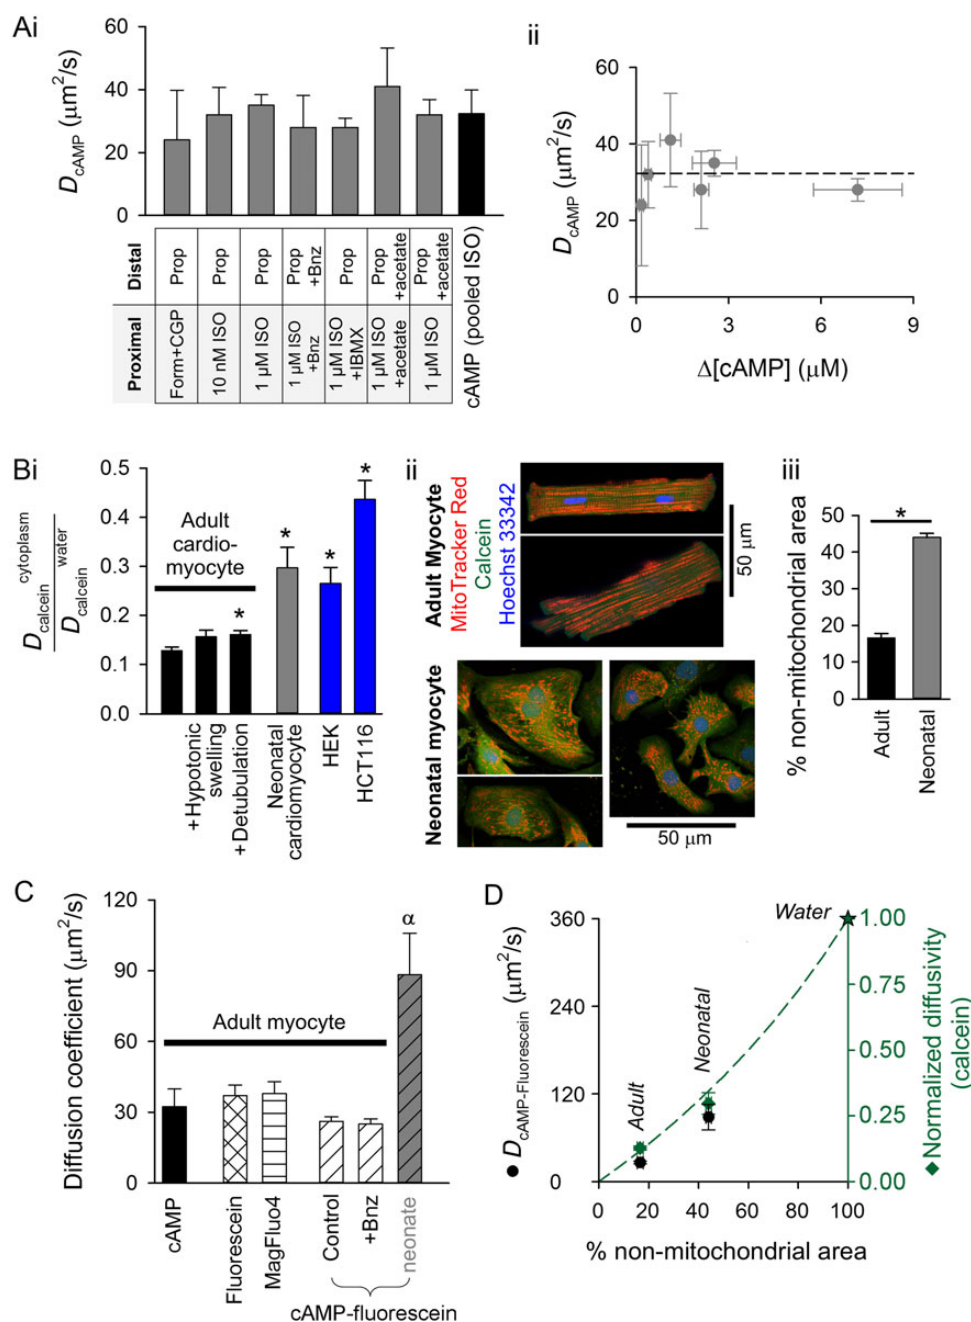 Ai
D cAMP (μm²/s)
60
40
20
0
Distal
Prop
Prop
Prop
Prop
+Bnz
Prop
Prop
+acetate
Prop
+acetate
Proximal
Form+CGP
10 nM ISO
1 μM ISO
1 μM ISO
+Bnz
1 μM ISO
+IBMX
1 μM ISO
+acetate
1 μM ISO
cAMP (pooled ISO)
ii
D cAMP (μm²/s)
60
40
20
0
0 3 6 9
Δ[cAMP] (μM)
Bi
D calcein cytoplasm
D calcein water
0.5
0.4
0.3
0.2
0.1
0.0
Adult
cardio-
myocyte
*
*
*
*
+Hypotonic
swelling
+Detubulation
Neonatal
cardiomyocyte
HEK
HCT116
ii
Adult Myocyte
MitoTracker Red
Calcein
Hoechst 33342
50 μm
Neonatal myocyte
50 μm
iii
% non-mitochondrial area
50
40
30
20
10
0
*
Adult
Neonatal
C
Diffusion coefficient (μm²/s)
120
90
60
30
0
Adult myocyte
α
cAMP
Fluorescein
MagFluo4
Control
+Bnz
neonate
cAMP-fluorescein
D
● D cAMP-Fluorescein (μm²/s)
360
240
120
0
Water
Neonatal
Adult
1.00
0.75
0.50
0.25
0.00
◆ Normalized diffusivity
(calcein)
0 20 40 60 80 100
% non-mitochondrial area